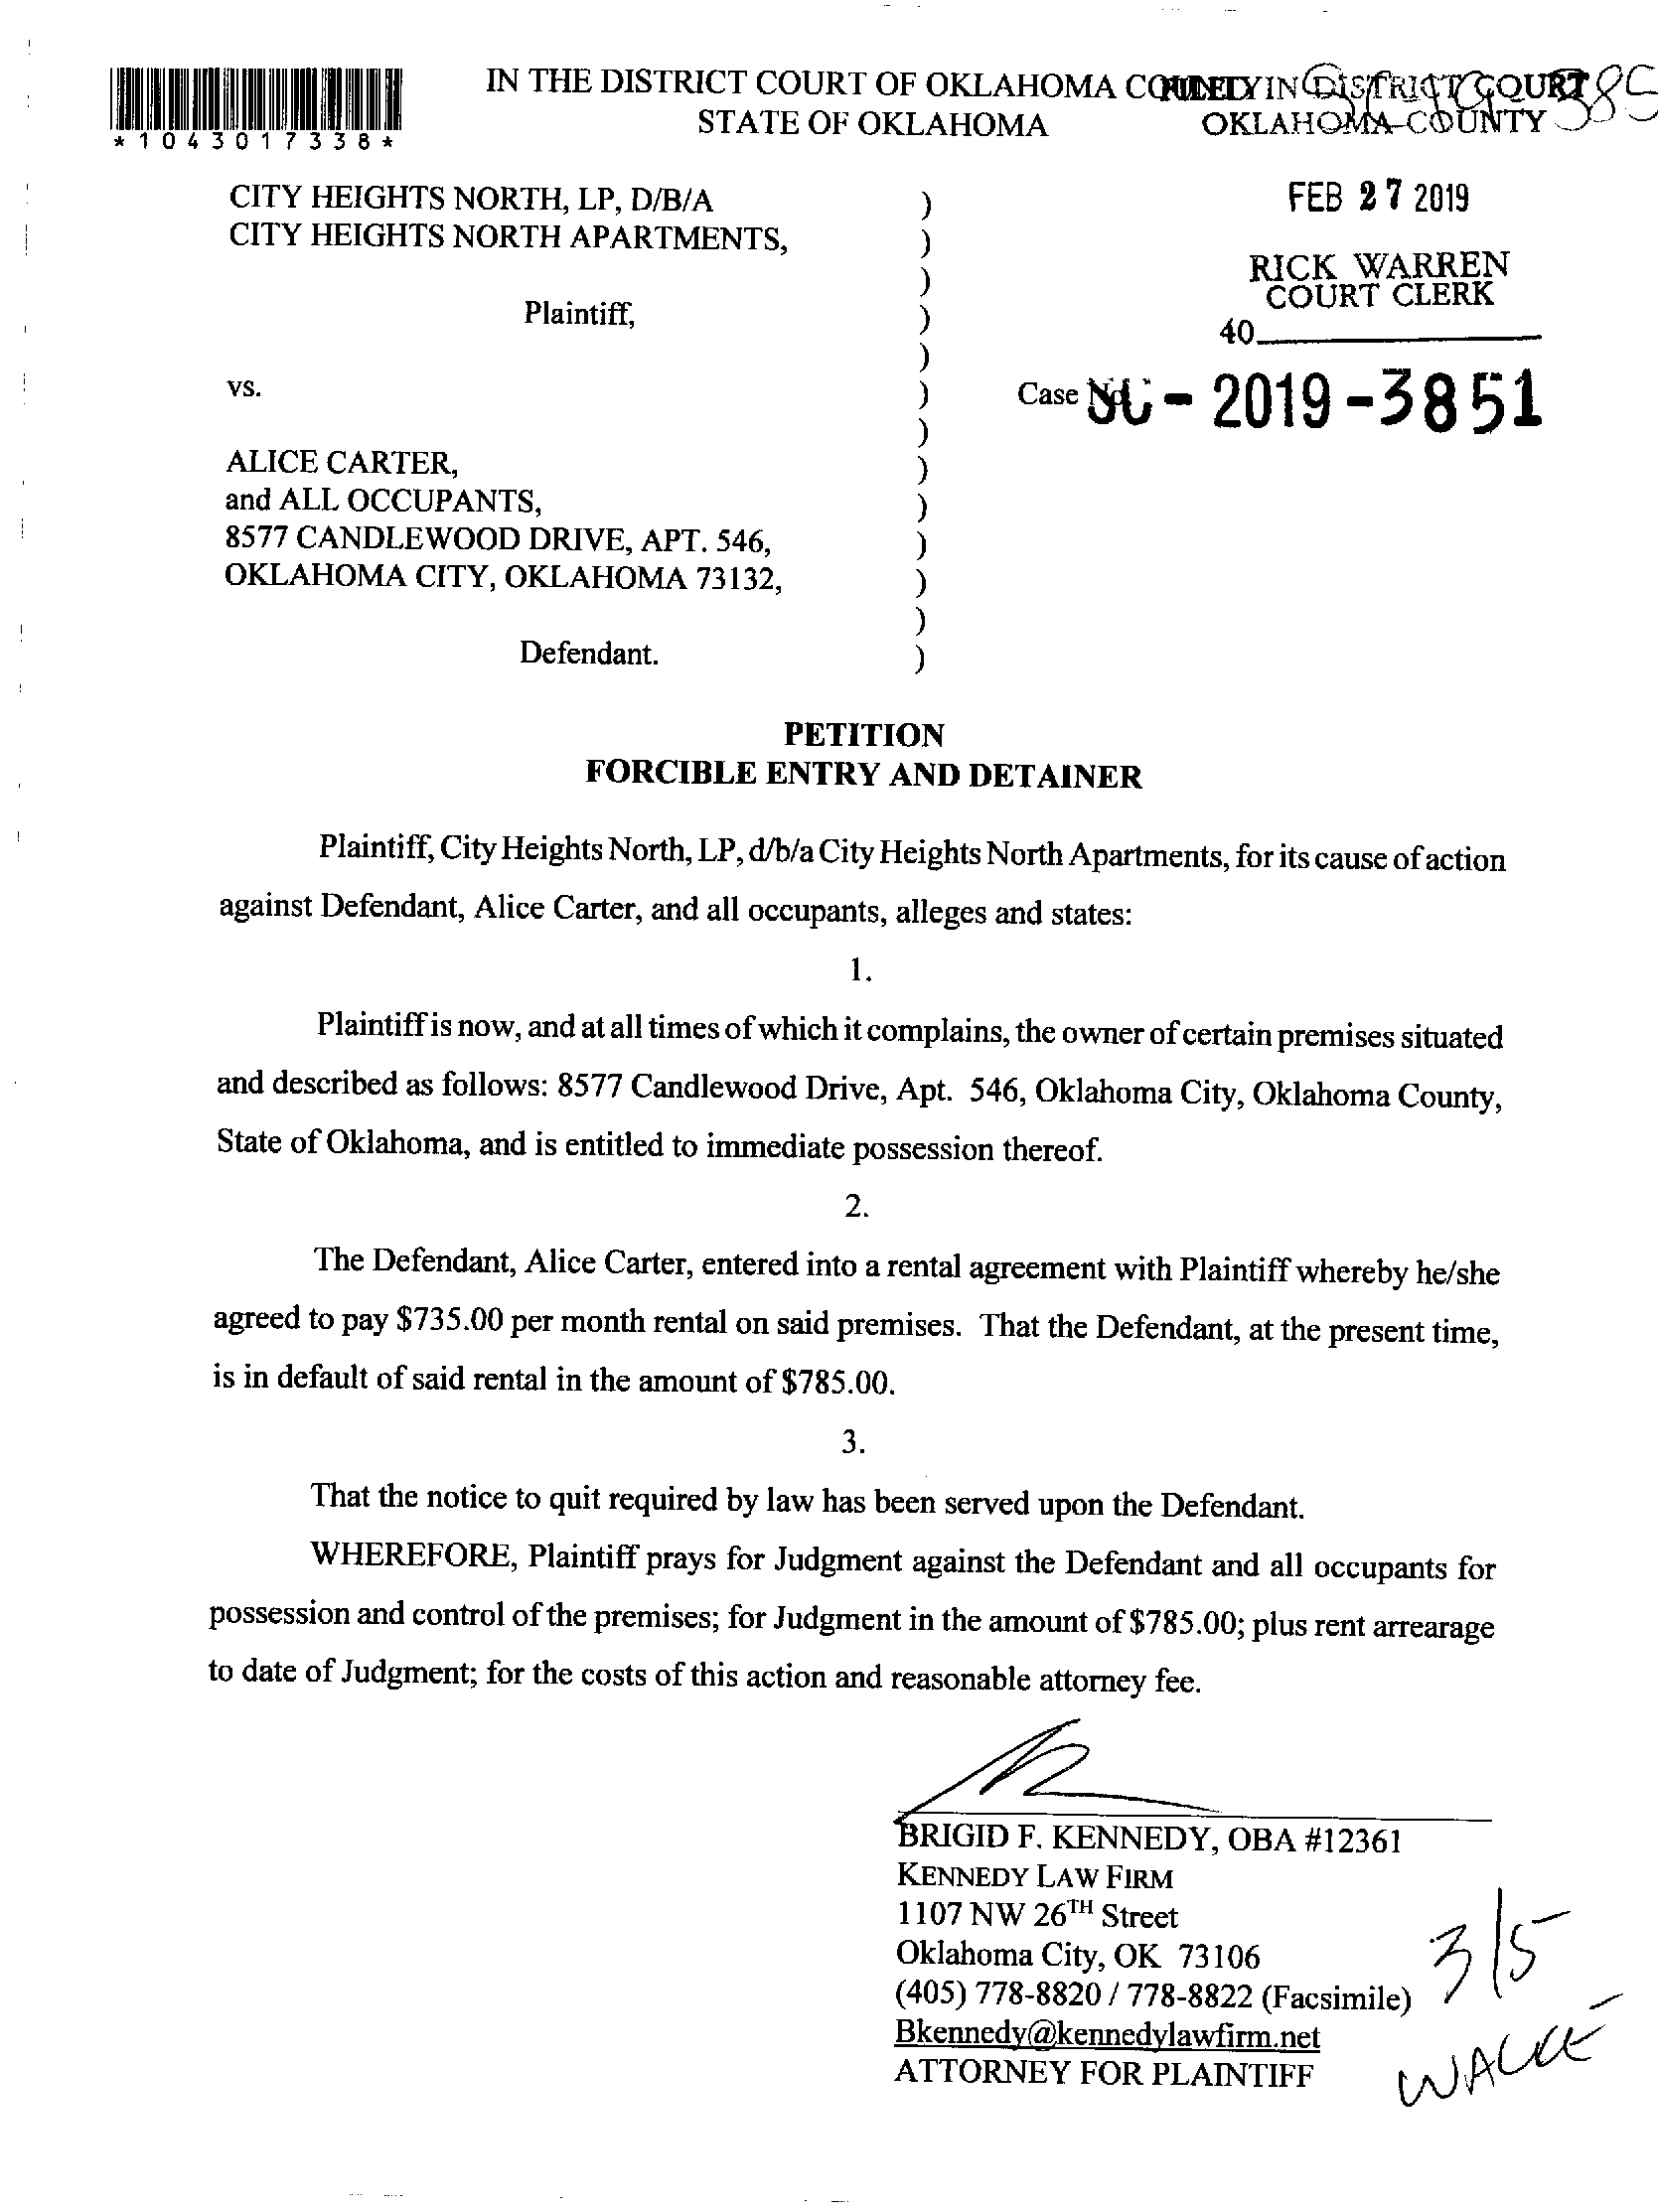 IN THE DISTRICT COURT OF OKLAHOMA COUNTY
FILED IN DISTRICT COURT
STATE OF OKLAHOMA
OKLAHOMA COUNTY
*1043017338*
CITY HEIGHTS NORTH, LP, D/B/A )
FEB 27 2019
CITY HEIGHTS NORTH APARTMENTS, )
)
RICK WARREN
COURT CLERK
Plaintiff, )
40
)
vs. )
Case No. SC - 2019 - 3851
)
ALICE CARTER, )
and ALL OCCUPANTS, )
8577 CANDLEWOOD DRIVE, APT. 546, )
OKLAHOMA CITY, OKLAHOMA 73132, )
)
Defendant. )
PETITION
FORCIBLE ENTRY AND DETAINER
Plaintiff, City Heights North, LP, d/b/a City Heights North Apartments, for its cause of action
against Defendant, Alice Carter, and all occupants, alleges and states:
1.
Plaintiff is now, and at all times of which it complains, the owner of certain premises situated
and described as follows: 8577 Candlewood Drive, Apt. 546, Oklahoma City, Oklahoma County,
State of Oklahoma, and is entitled to immediate possession thereof.
2.
The Defendant, Alice Carter, entered into a rental agreement with Plaintiff whereby he/she
agreed to pay $735.00 per month rental on said premises. That the Defendant, at the present time,
is in default of said rental in the amount of $785.00.
3.
That the notice to quit required by law has been served upon the Defendant.
WHEREFORE, Plaintiff prays for Judgment against the Defendant and all occupants for
possession and control of the premises; for Judgment in the amount of $785.00; plus rent arrearage
to date of Judgment; for the costs of this action and reasonable attorney fee.
BRIGID F. KENNEDY, OBA #12361
KENNEDY LAW FIRM
1107 NW 26TH Street
Oklahoma City, OK 73106
(405) 778-8820 / 778-8822 (Facsimile)
Bkennedy@kennedylawfirm.net
ATTORNEY FOR PLAINTIFF
3/5